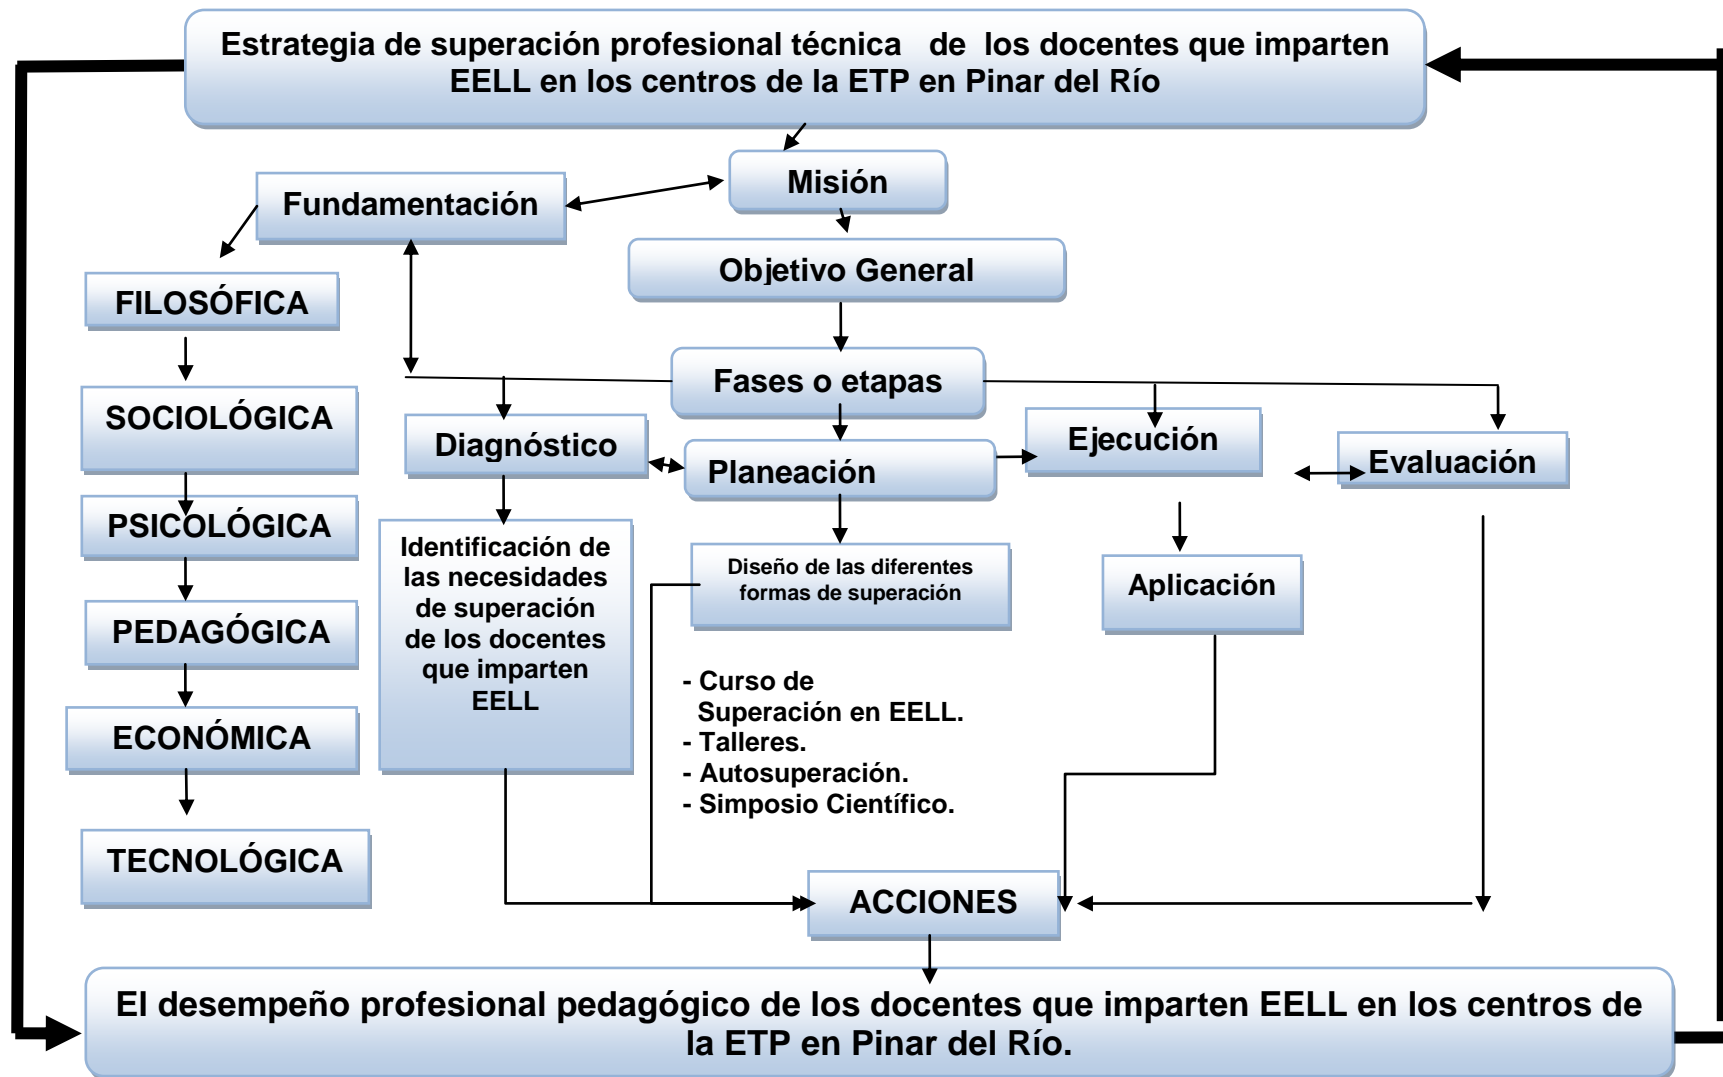 Estrategia de superación profesional técnica de los docentes que imparten
EELL en los centros de la ETP en Pinar del Río
Misión
Fundamentación
Objetivo General
FILOSÓFICA
Fases o etapas
SOCIOLÓGICA
Diagnóstico
Planeación
Ejecución
Evaluación
PSICOLÓGICA
Identificación de
las necesidades
de superación
de los docentes
que imparten
EELL
Diseño de las diferentes
formas de superación
Aplicación
PEDAGÓGICA
- Curso de
Superación en EELL.
- Talleres.
- Autosuperación.
- Simposio Científico.
ECONÓMICA
TECNOLÓGICA
ACCIONES
El desempeño profesional pedagógico de los docentes que imparten EELL en los centros de
la ETP en Pinar del Río.